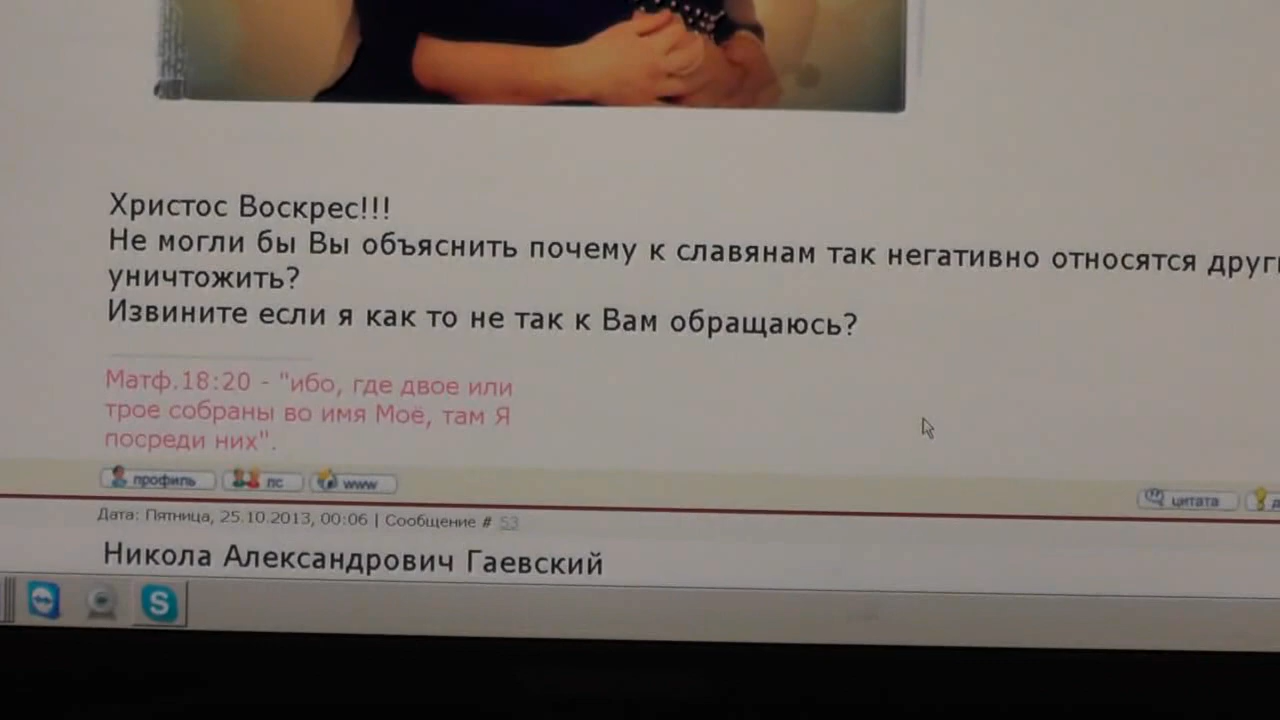 Христос Воскрес!!!
Не могли бы Вы объяснить почему к славянам так негативно относятся
уничтожить?
Извините если я как то не так к Вам обращаюсь?
Матф.18:20 - "ибо, где двое или
трое собраны во имя Моё, там Я
посреди них".
профиль пс www
цитата
Дата: Пятница, 25.10.2013, 00:06 | Сообщение # 53
Никола Александрович Гаевский
S